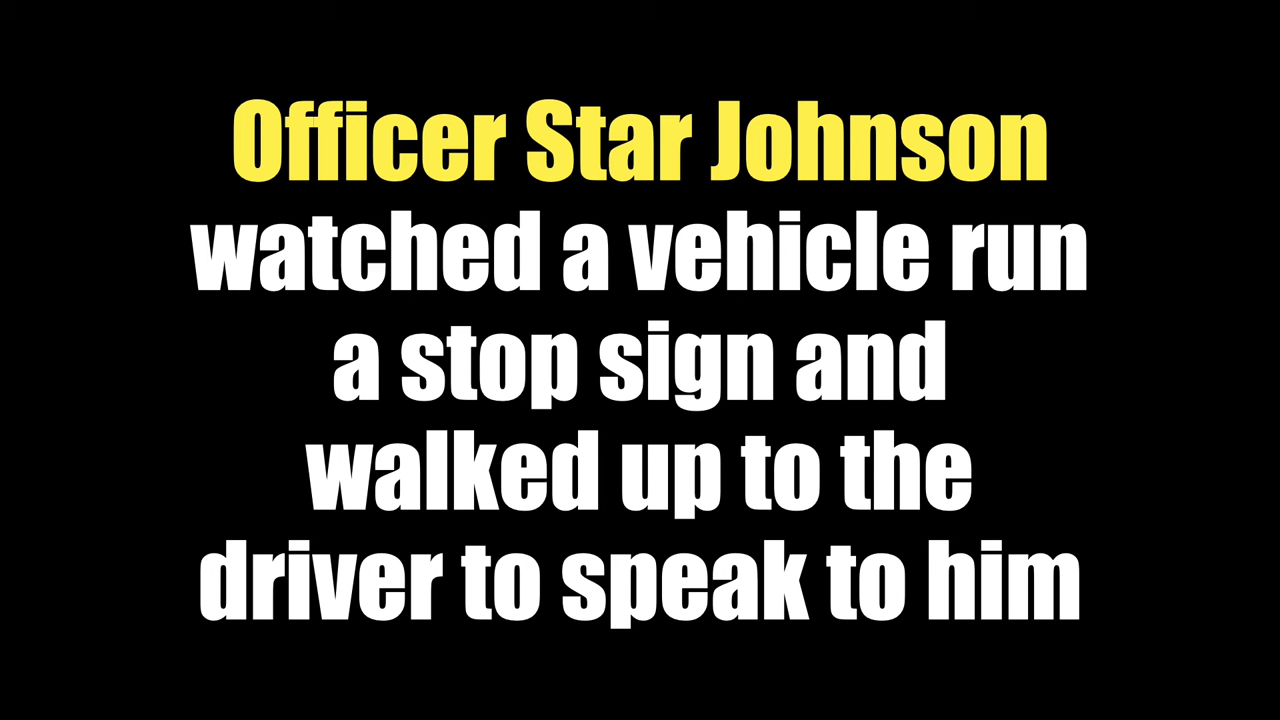 Officer Star Johnson
watched a vehicle run
a stop sign and
walked up to the
driver to speak to him